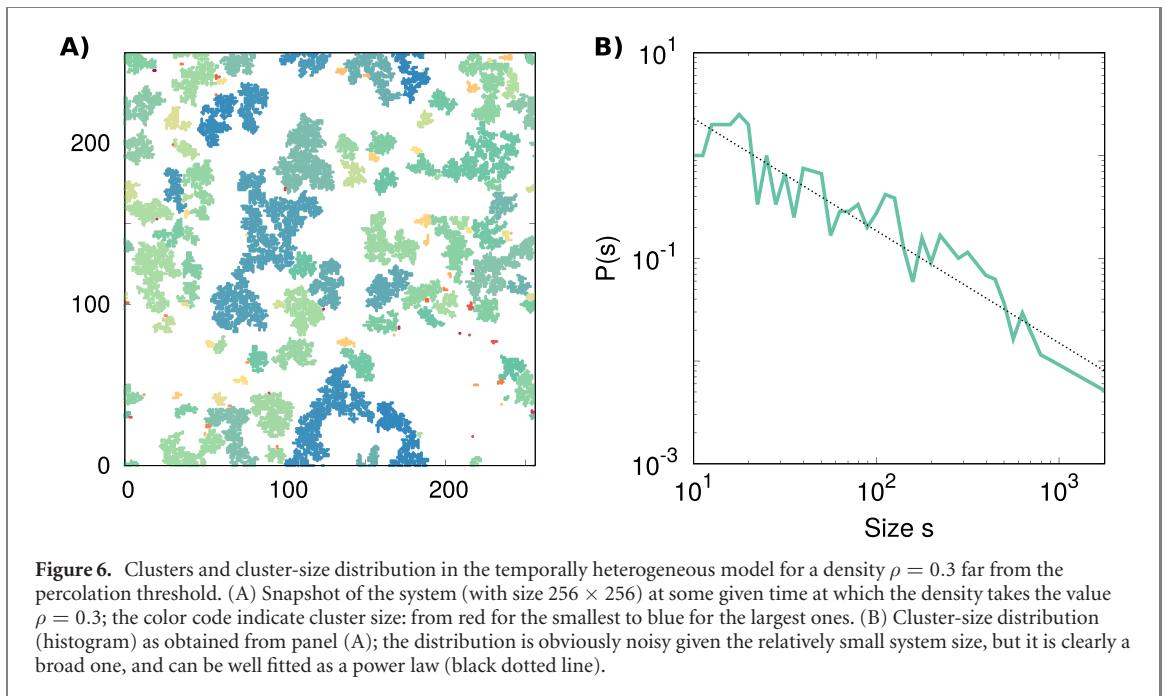 A)
200
100
0
0
100
200
B)
10^1
10^-1
10^-3
P(s)
10^1
10^2
10^3
Size s
Figure 6. Clusters and cluster-size distribution in the temporally heterogeneous model for a density ρ = 0.3 far from the
percolation threshold. (A) Snapshot of the system (with size 256 × 256) at some given time at which the density takes the value
ρ = 0.3; the color code indicate cluster size: from red for the smallest to blue for the largest ones. (B) Cluster-size distribution
(histogram) as obtained from panel (A); the distribution is obviously noisy given the relatively small system size, but it is clearly a
broad one, and can be well fitted as a power law (black dotted line).